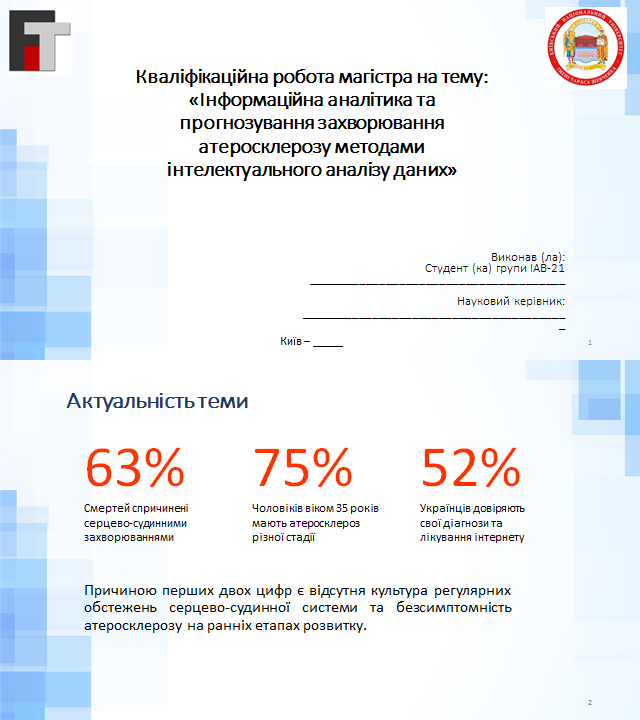 Кваліфікаційна робота магістра на тему:
«Інформаційна аналітика та
прогнозування захворювання
атеросклерозу методами
інтелектуального аналізу даних»
Виконав (ла):
Студент (ка) групи ІАВ-21
Науковий керівник:
Київ – _____
1
Актуальність теми
63%
Смертей спричинені
серцево-судинними
захворюваннями
75%
Чоловіків віком 35 років
мають атеросклероз
різної стадії
52%
Українців довіряють
свої діагнози та
лікування інтернету
Причиною перших двох цифр є відсутня культура регулярних
обстежень серцево-судинної системи та безсимптомність
атеросклерозу на ранніх етапах розвитку.
2